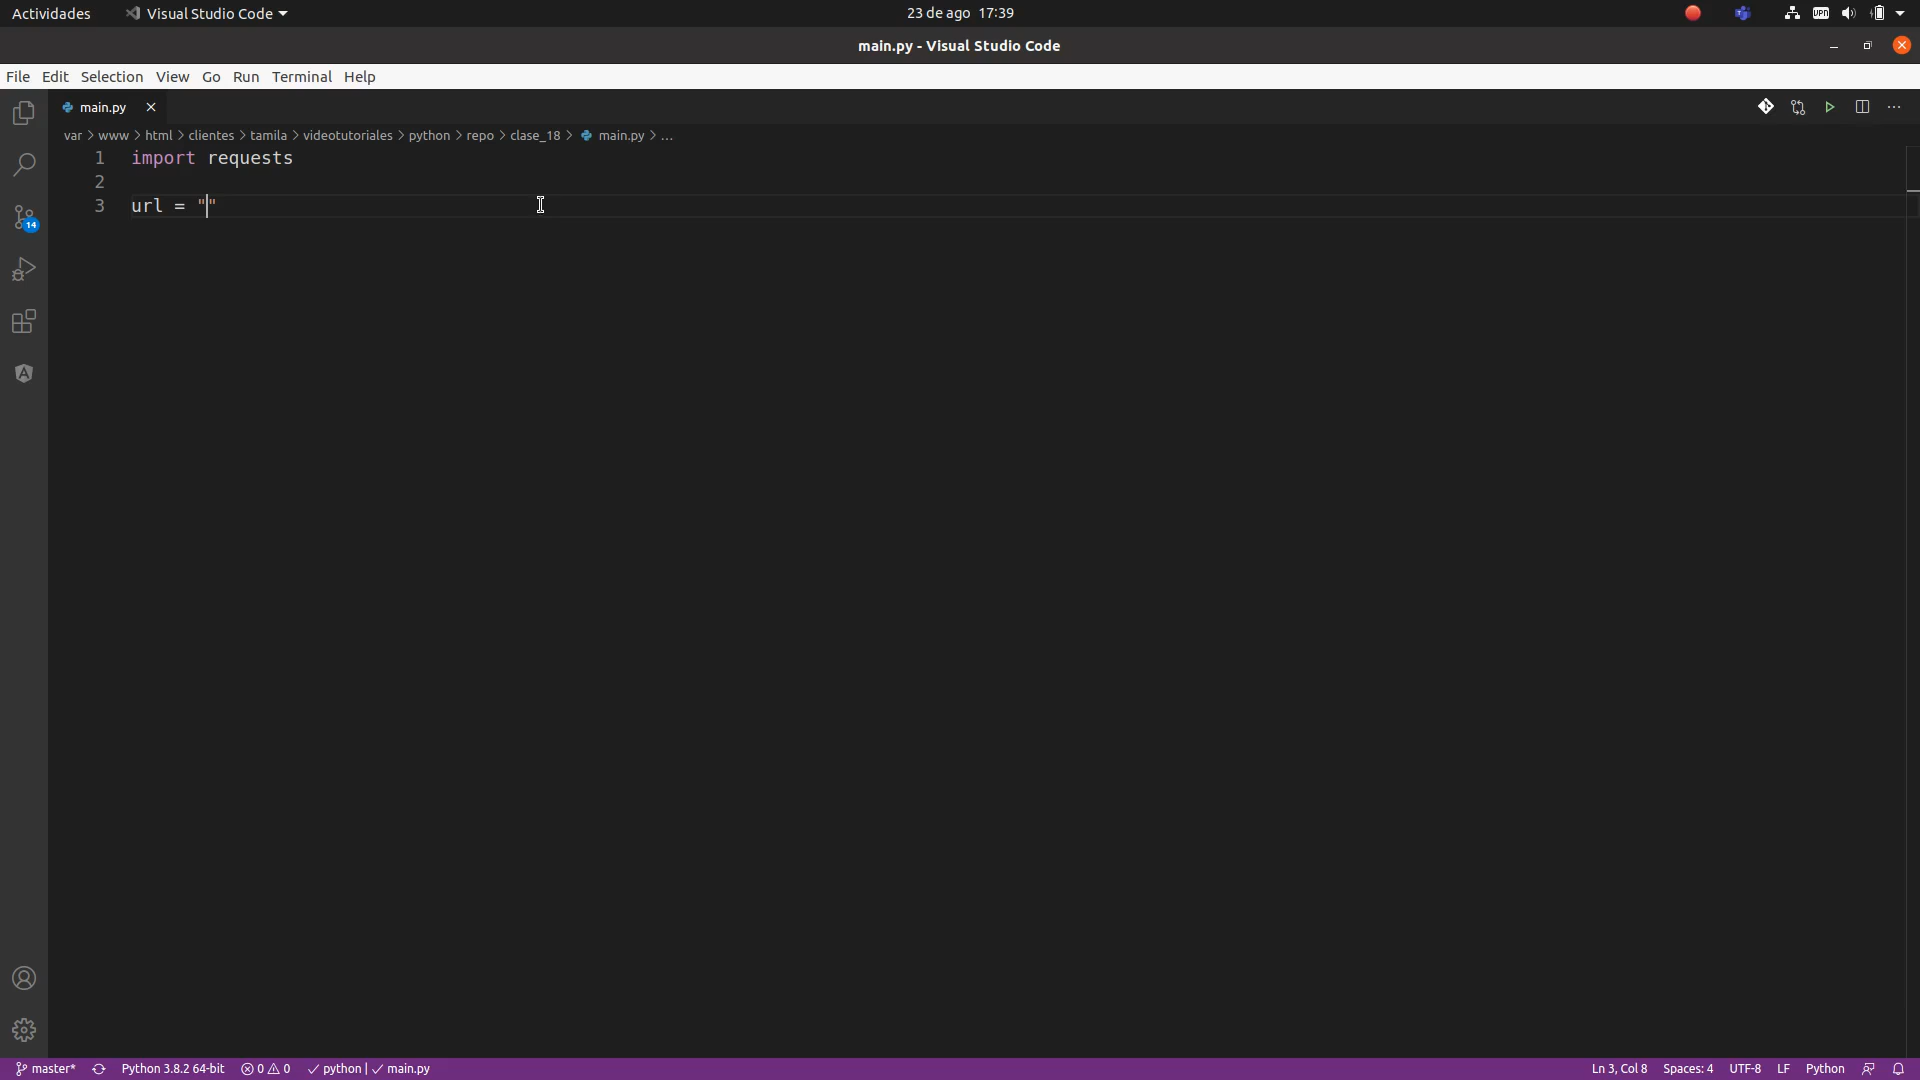 Actividades Visual Studio Code 23 de ago 17:39 VPN
main.py - Visual Studio Code
File Edit Selection View Go Run Terminal Help
main.py
var > www > html > clientes > tamila > videotutoriales > python > repo > clase_18 > main.py > ...
1 import requests
2
3 url = ""
14
master* Python 3.8.2 64-bit 0 0 python | main.py Ln 3, Col 8 Spaces: 4 UTF-8 LF Python